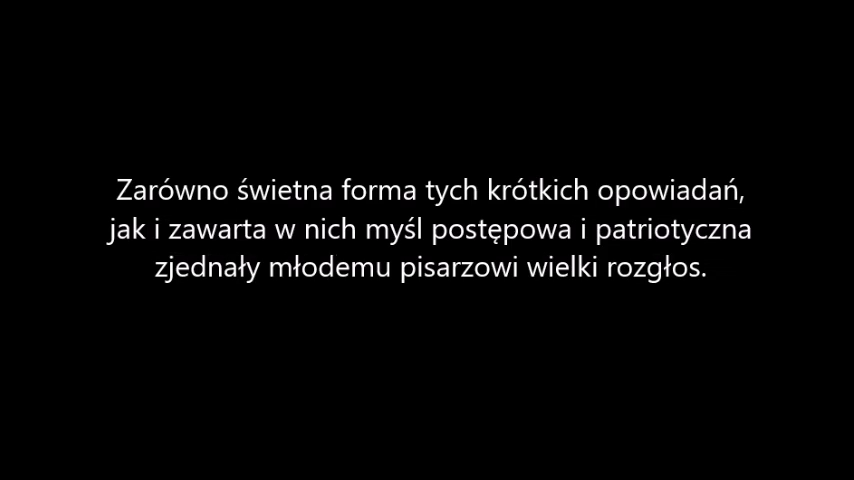 Zarówno świetna forma tych krótkich opowiadań,
jak i zawarta w nich myśl postępowa i patriotyczna
zjednały młodemu pisarzowi wielki rozgłos.